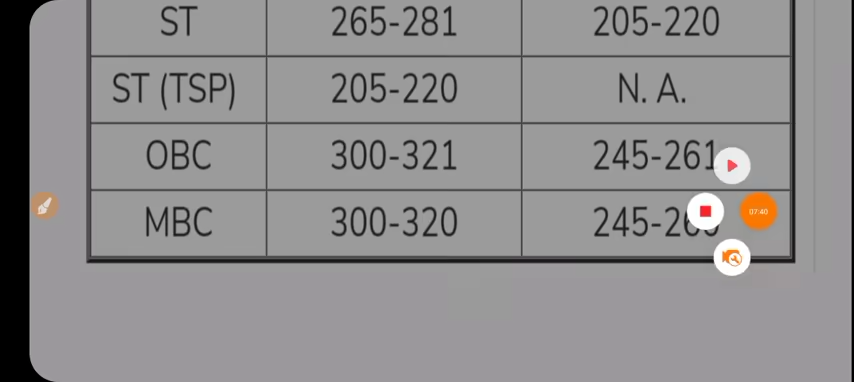 ST 265-281 205-220
ST (TSP) 205-220 N. A.
OBC 300-321 245-261
MBC 300-320
07:40